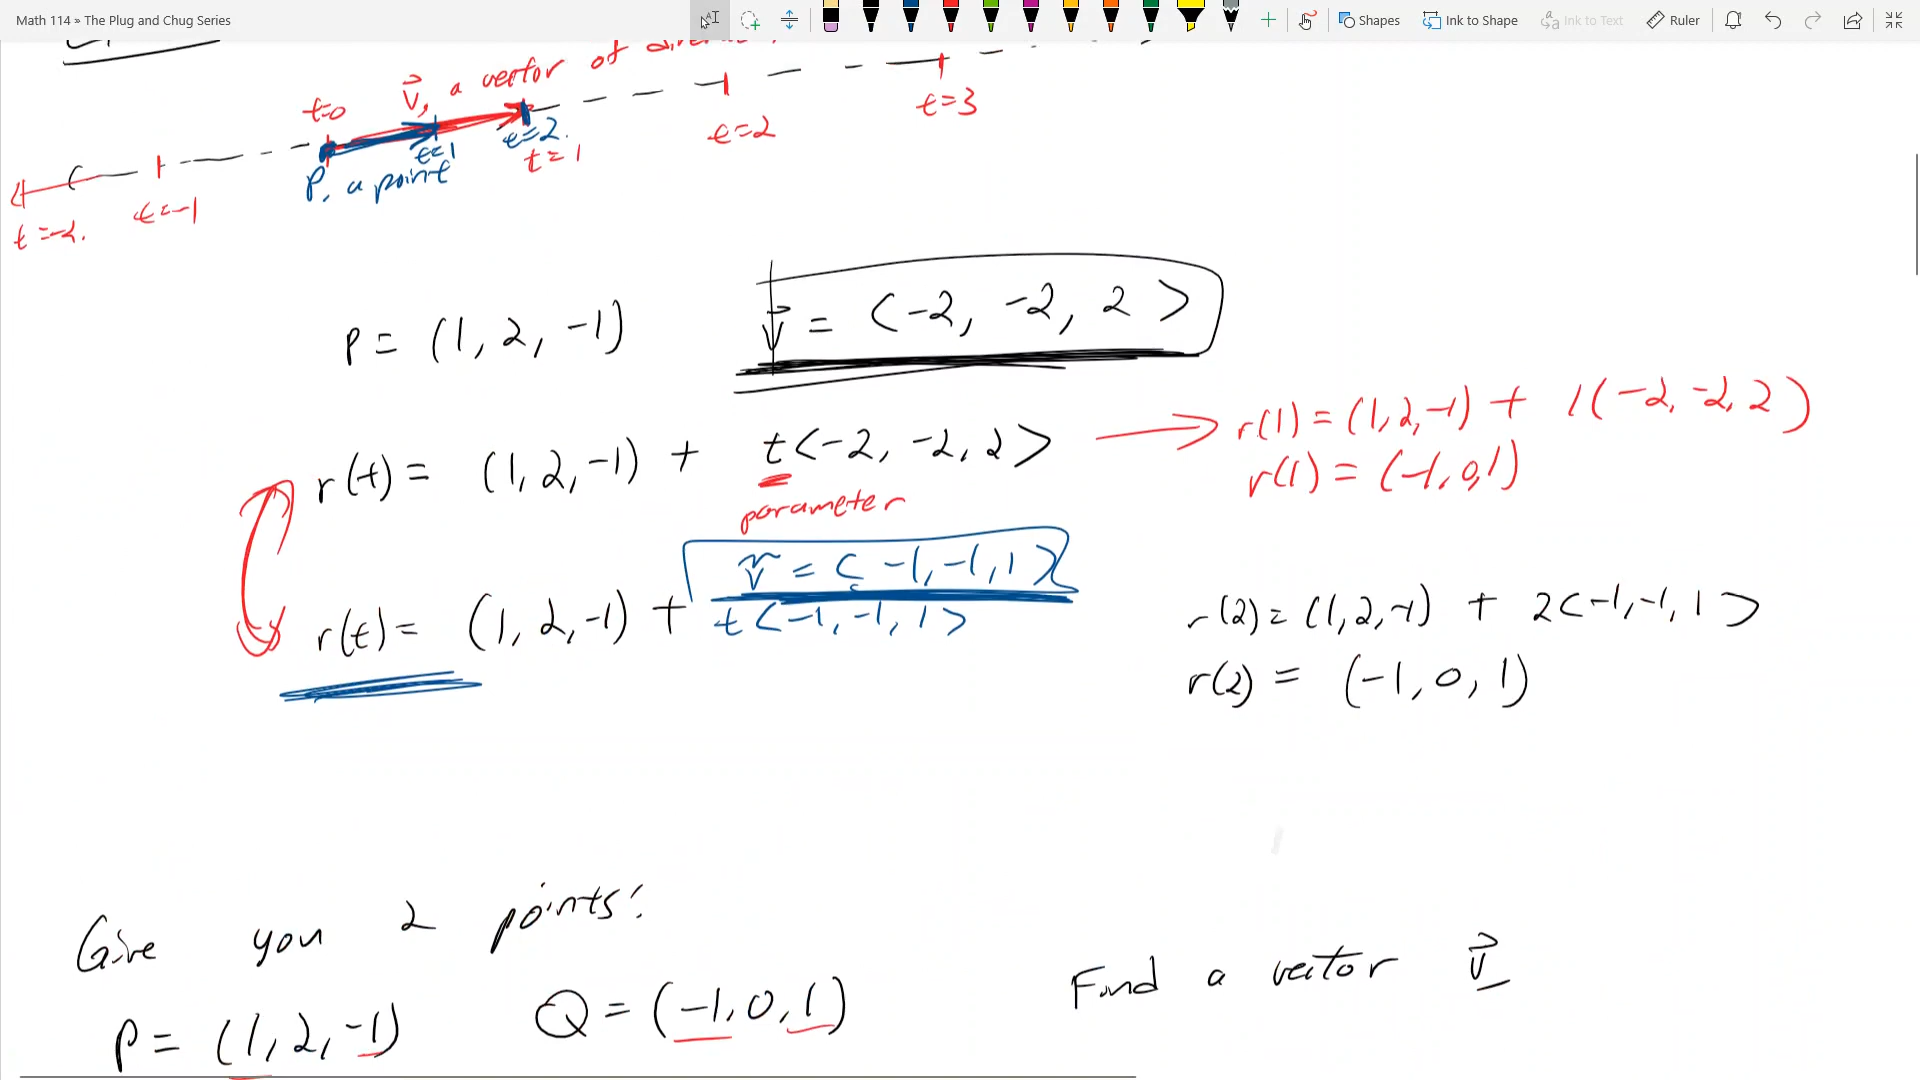 Math 114 » The Plug and Chug Series
Shapes
Ink to Shape
Ink to Text
Ruler
v⃗, a vector of
t=0
t=3
t=2
t=1
t=2.
t=1
P, a point
t=-1
t=-2.
P = (1, 2, -1)
v⃗ = <-2, -2, 2>
r(t) = (1, 2, -1) + t<-2, -2, 2>
parameter
r(1) = (1, 2, -1) + 1(-2, -2, 2)
r(1) = (-1, 0, 1)
v⃗ = <-1, -1, 1>
r(t) = (1, 2, -1) + t<-1, -1, 1>
r(2) = (1, 2, -1) + 2<-1, -1, 1>
r(2) = (-1, 0, 1)
Give you 2 points:
P = (1, 2, -1)
Q = (-1, 0, 1)
Find a vector v⃗